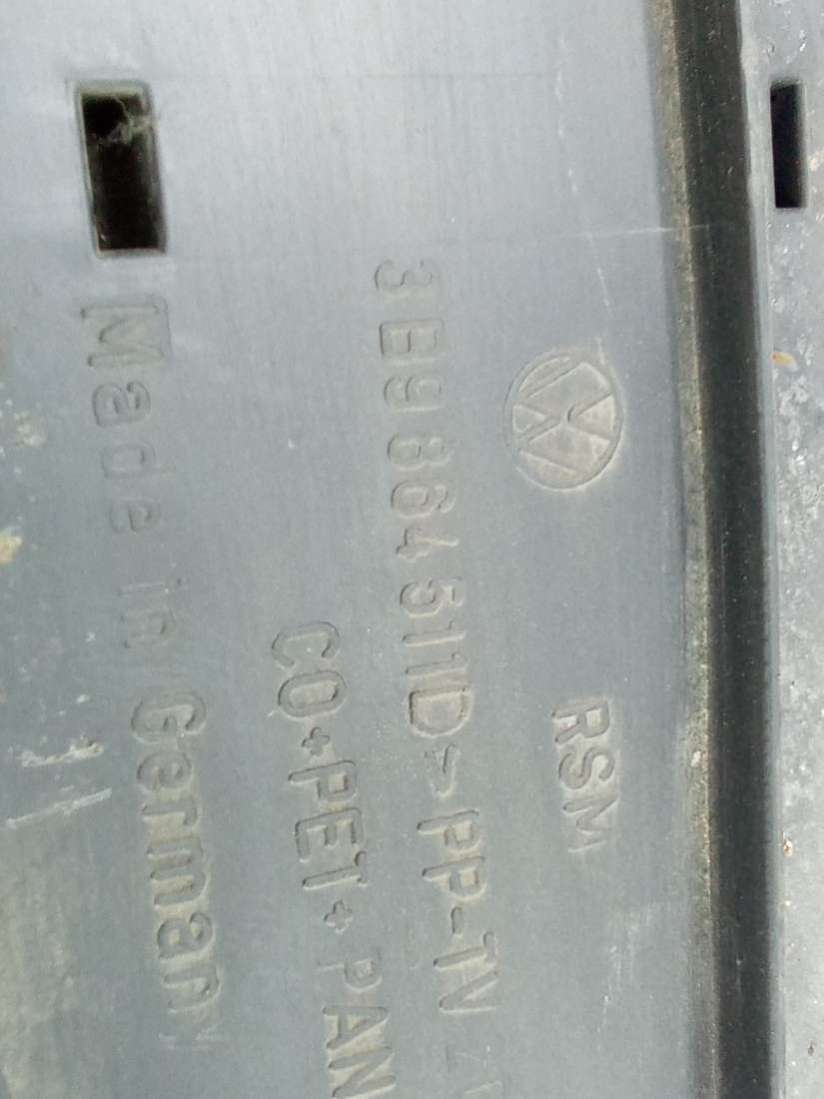 RSM
3B9 864 511D >PP-TV
CO+PET+PAN
Made in Germany